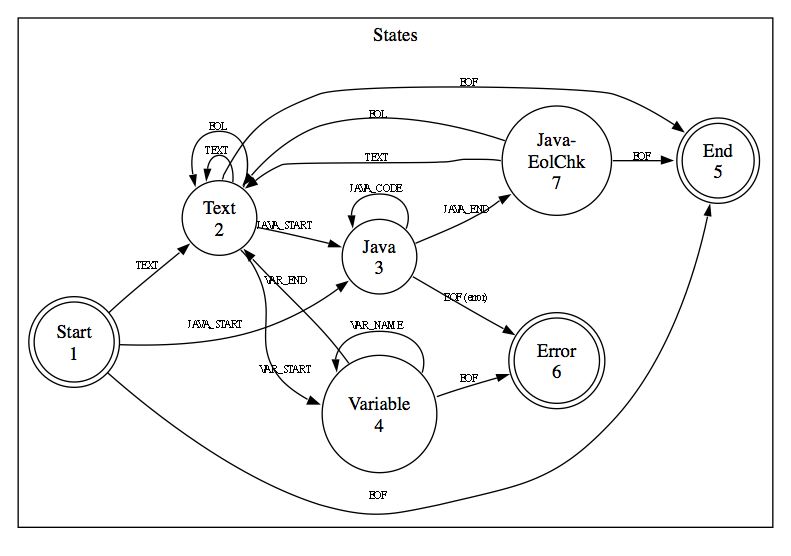 States
EOF
EOL
EOL
TEXT
TEXT
Java-
EolChk
7
EOF
End
5
Text
2
JAVA_CODE
JAVA_START
JAVA_END
Java
3
TEXT
VAR_END
EOF (error)
JAVA_START
VAR_NAME
Start
1
Error
6
VAR_START
EOF
Variable
4
EOF